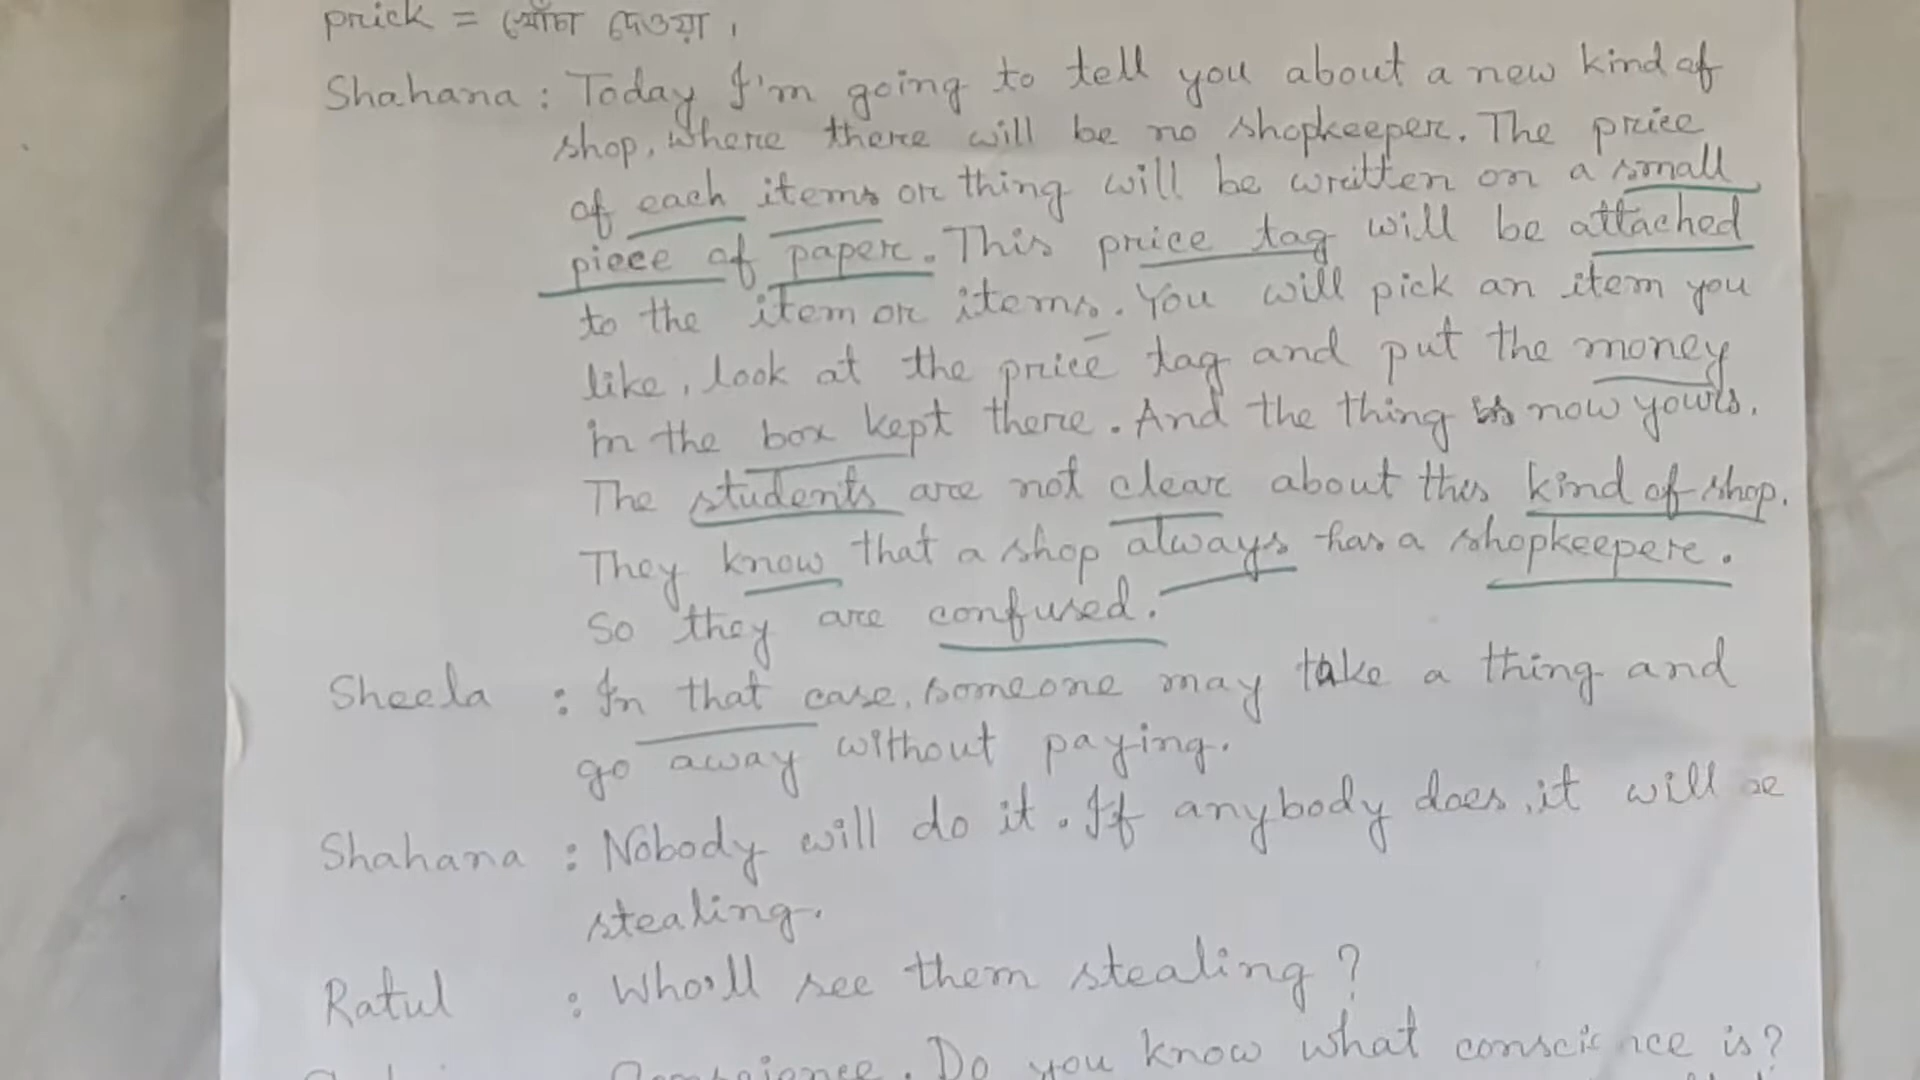 prick = খোঁচা দেওয়া।
Shahana : Today I'm going to tell you about a new kind of
shop, where there will be no shopkeeper. The price
of each items or thing will be written on a small
piece of paper. This price tag will be attached
to the item or items. You will pick an item you
like, look at the price tag and put the money
in the box kept there. And the thing is now yours.
The students are not clear about this kind of shop.
They know that a shop always has a shopkeeper.
So they are confused.
Sheela : In that case, someone may take a thing and
go away without paying.
Shahana : Nobody will do it. If anybody does, it will be
stealing.
Ratul : Who'll see them stealing?
Conscience. Do you know what conscience is?